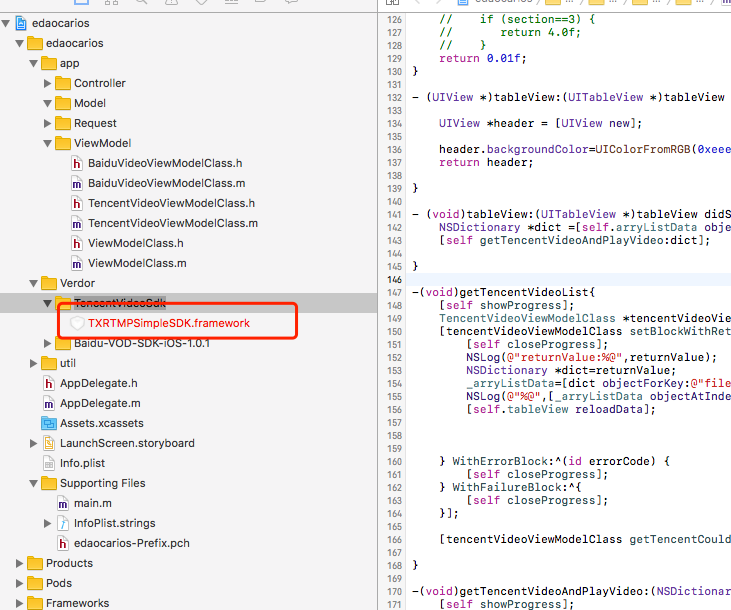 edaocarios
edaocarios
app
Controller
Model
Request
ViewModel
BaiduVideoViewModelClass.h
BaiduVideoViewModelClass.m
TencentVideoViewModelClass.h
TencentVideoViewModelClass.m
ViewModelClass.h
ViewModelClass.m
Verdor
TencentVideoSdk
TXRTMPSimpleSDK.framework
Baidu-VOD-SDK-iOS-1.0.1
util
AppDelegate.h
AppDelegate.m
Assets.xcassets
LaunchScreen.storyboard
Info.plist
Supporting Files
main.m
InfoPlist.strings
edaocarios-Prefix.pch
Products
Pods
Frameworks
126 // if (section==3) {
127 // return 4.0f;
128 // }
129 return 0.01f;
130 }
131
132 - (UIView *)tableView:(UITableView *)tableView
133
134 UIView *header = [UIView new];
135
136 header.backgroundColor=UIColorFromRGB(0xeee
137 return header;
138
139 }
140
141 - (void)tableView:(UITableView *)tableView didS
142 NSDictionary *dict =[self.arryListData obje
143 [self getTencentVideoAndPlayVideo:dict];
144
145 }
146
147 -(void)getTencentVideoList{
148 [self showProgress];
149 TencentVideoViewModelClass *tencentVideoVie
150 [tencentVideoViewModelClass setBlockWithRet
151 [self closeProgress];
152 NSLog(@"returnValue:%@",returnValue);
153 NSDictionary *dict=returnValue;
154 _arryListData=[dict objectForKey:@"file
155 NSLog(@"%@",[_arryListData objectAtInde
156 [self.tableView reloadData];
157
158
159
160 } WithErrorBlock:^(id errorCode) {
161 [self closeProgress];
162 } WithFailureBlock:^{
163 [self closeProgress];
164 }];
165
166 [tencentVideoViewModelClass getTencentCould
167
168 }
169
170 -(void)getTencentVideoAndPlayVideo:(NSDictionar
171 [self showProgress];